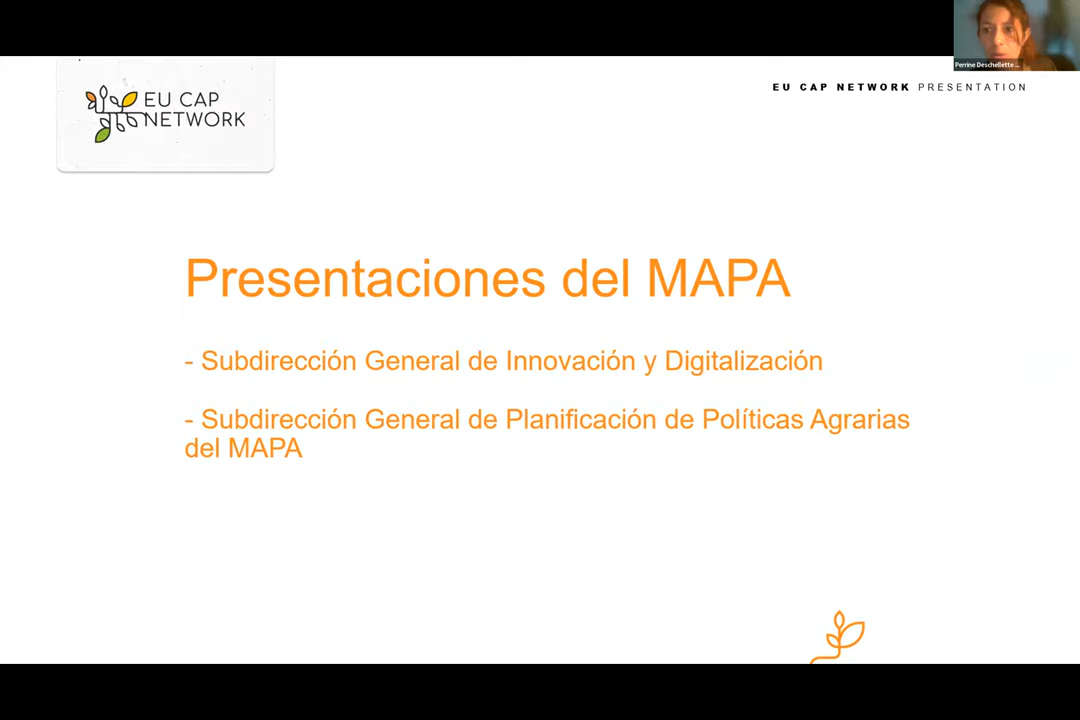 Perrine Deschellette ...
EU CAP NETWORK PRESENTATION
EU CAP
NETWORK
Presentaciones del MAPA
- Subdirección General de Innovación y Digitalización
- Subdirección General de Planificación de Políticas Agrarias
del MAPA